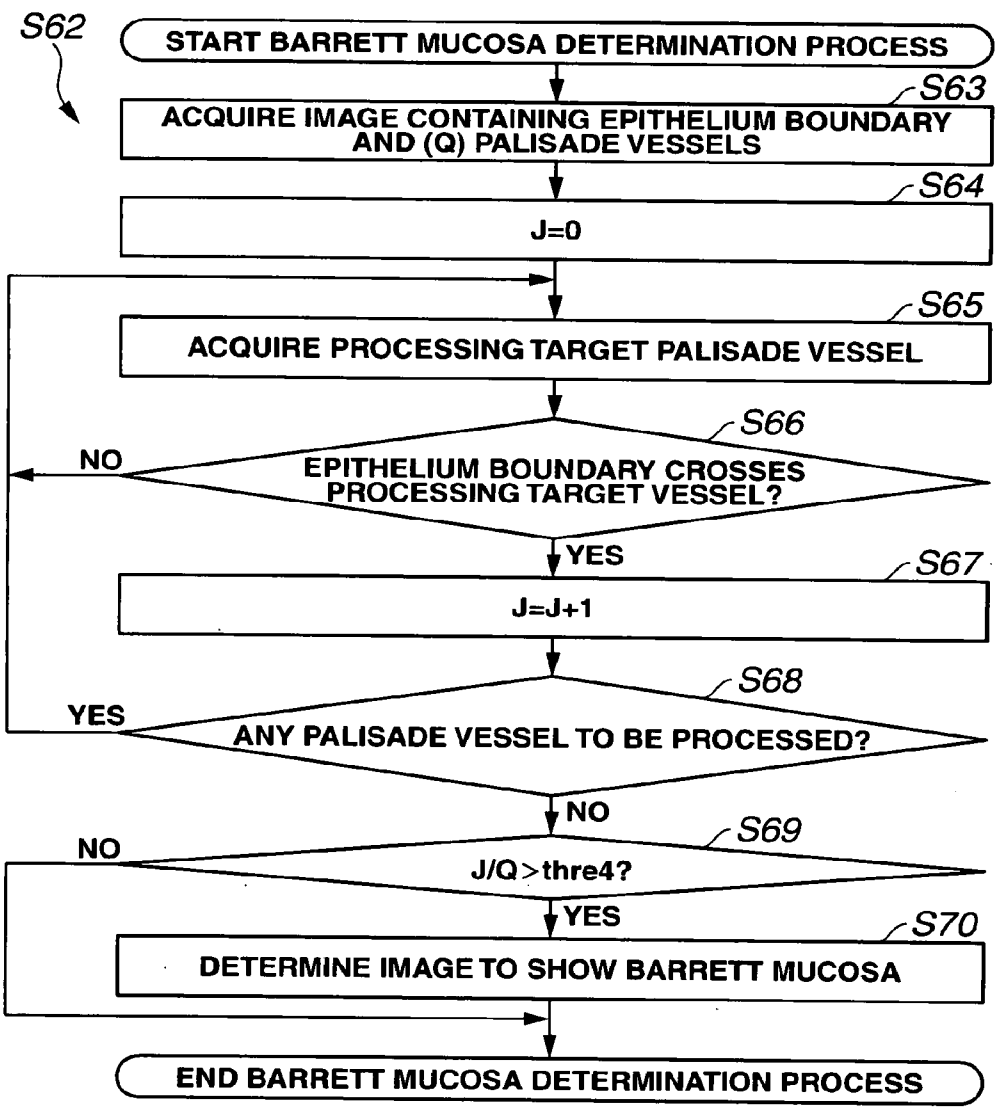 S62
START BARRETT MUCOSA DETERMINATION PROCESS
S63
ACQUIRE IMAGE CONTAINING EPITHELIUM BOUNDARY
AND (Q) PALISADE VESSELS
S64
J=0
S65
ACQUIRE PROCESSING TARGET PALISADE VESSEL
S66
NO
EPITHELIUM BOUNDARY CROSSES
PROCESSING TARGET VESSEL?
YES
S67
J=J+1
S68
YES
ANY PALISADE VESSEL TO BE PROCESSED?
NO
S69
NO
J/Q>thre4?
YES
S70
DETERMINE IMAGE TO SHOW BARRETT MUCOSA
END BARRETT MUCOSA DETERMINATION PROCESS